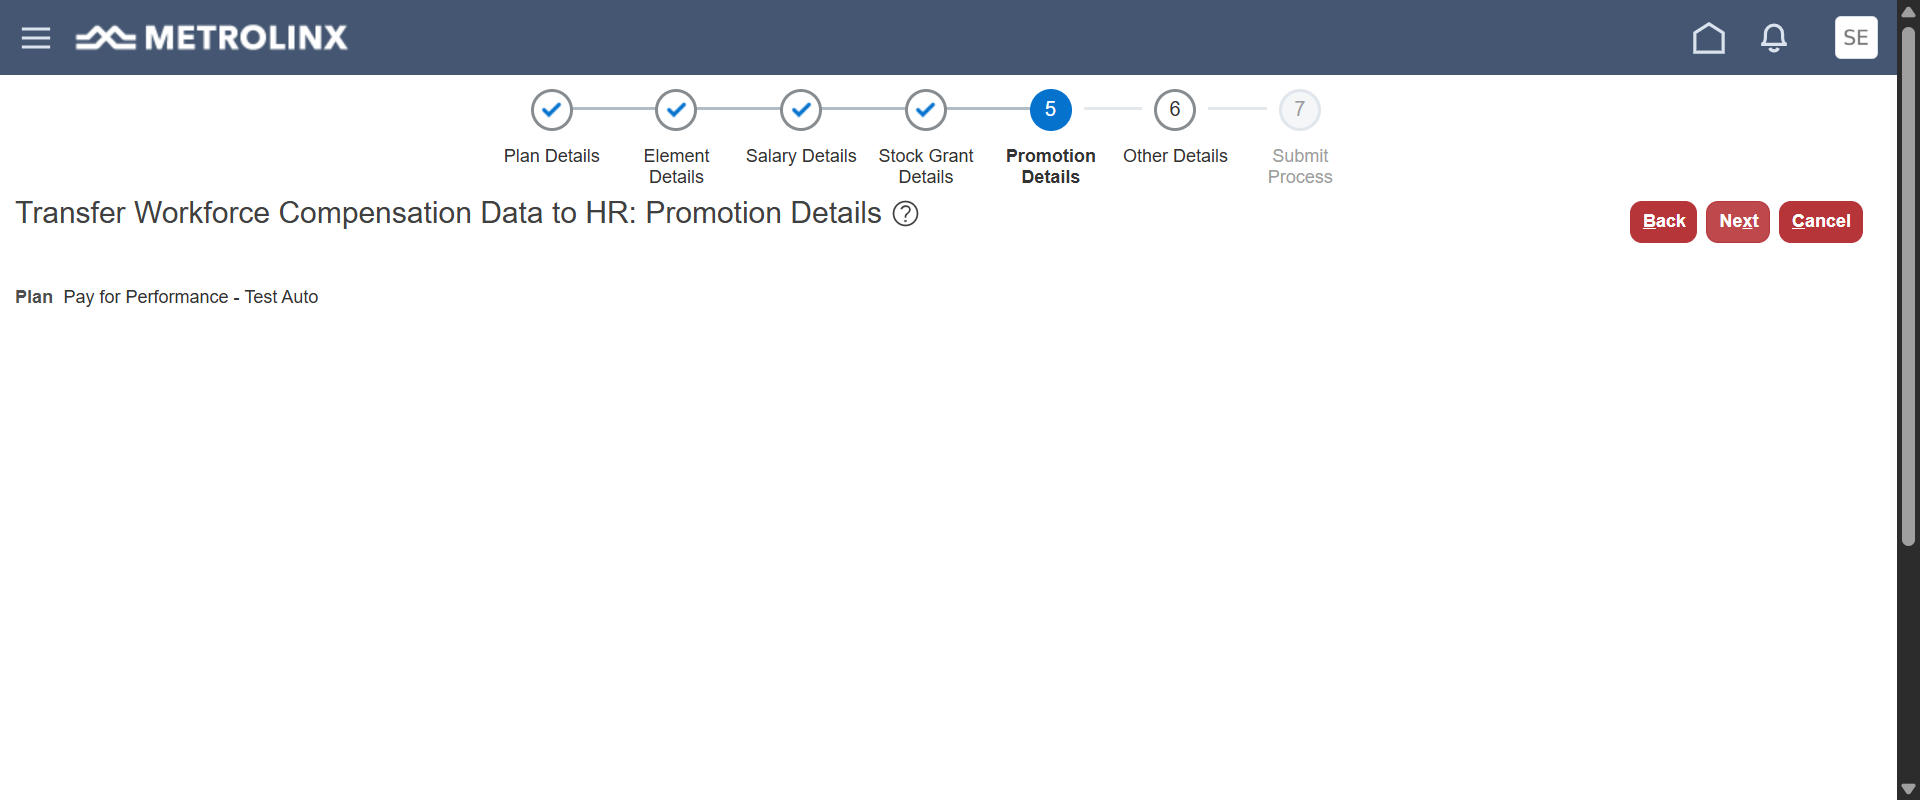 METROLINX
SE
5
6
7
Plan Details
Element
Details
Salary Details
Stock Grant
Details
Promotion
Details
Other Details
Submit
Process
Transfer Workforce Compensation Data to HR: Promotion Details ?
Back
Next
Cancel
Plan Pay for Performance - Test Auto